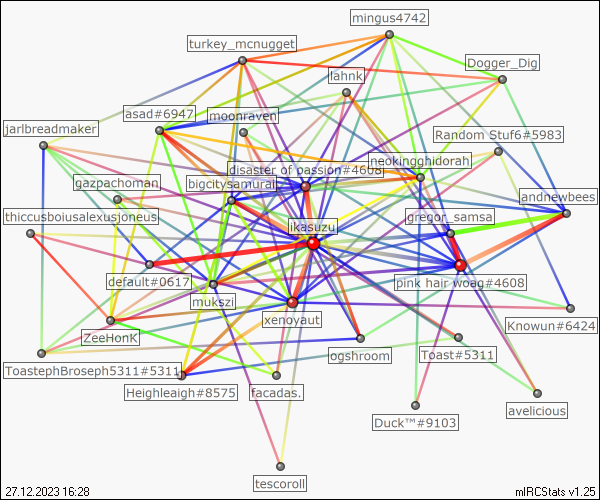 mingus4742
turkey_mcnugget
Dogger_Dig
lahnk
asad#6947
moonraven
jarlbreadmaker
Random Stuf6#5983
neokingghidorah
disaster of passion#4608
gazpachoman
bigcitysamurai
andnewbees
thiccusboiusalexusjoneus
gregor_samsa
ikasuzu
default#0617
pink hair woag#4608
mukszi
xenoyaut
Knowun#6424
ZeeHonK
ogshroom
Toast#5311
ToastephBroseph5311#5311
Heighleaigh#8575
facadas.
avelicious
Duck™#9103
tescoroll
27.12.2023 16:28
mIRCStats v1.25